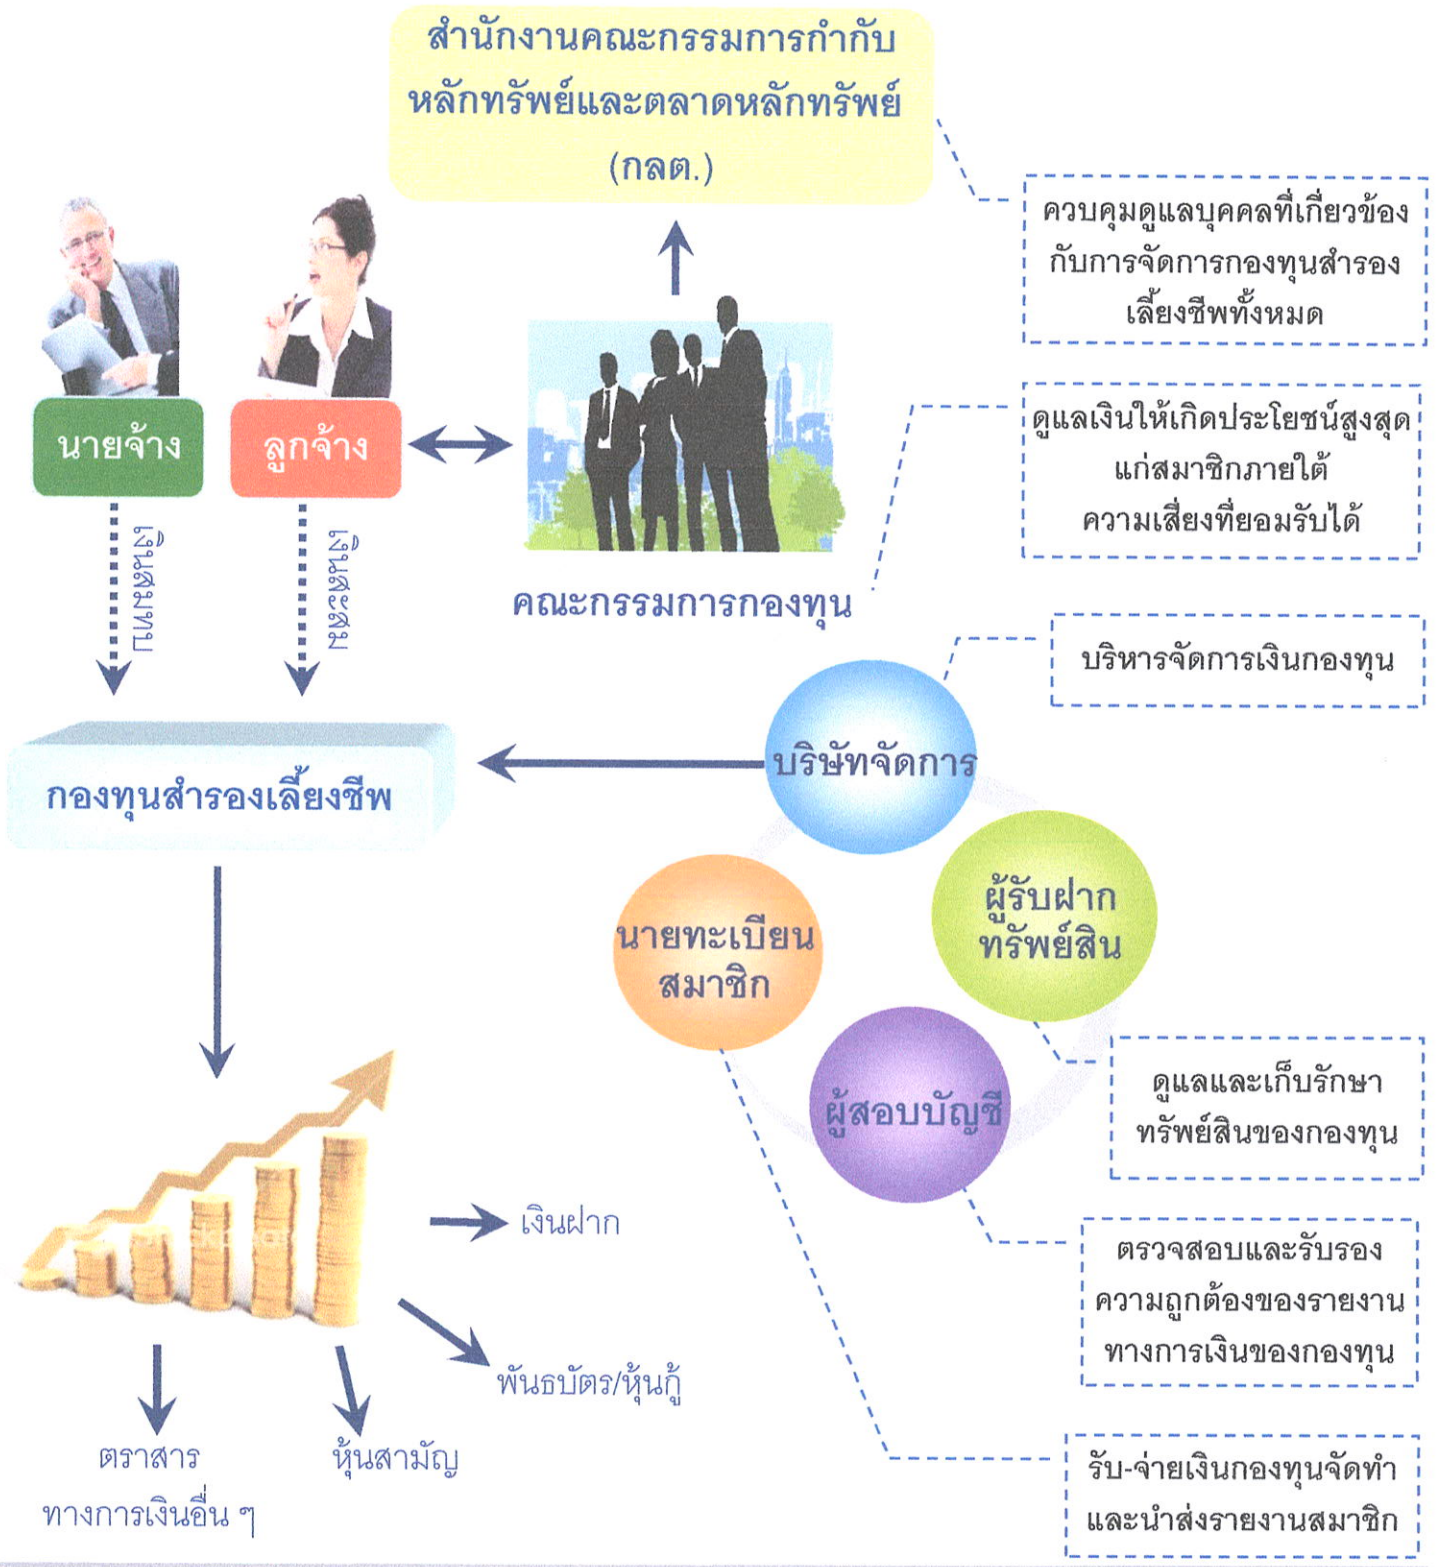 สำนักงานคณะกรรมการกำกับ
หลักทรัพย์และตลาดหลักทรัพย์
(กลต.)
ควบคุมดูแลบุคคลที่เกี่ยวข้อง
กับการจัดการกองทุนสำรอง
เลี้ยงชีพทั้งหมด
นายจ้าง
ลูกจ้าง
ดูแลเงินให้เกิดประโยชน์สูงสุด
แก่สมาชิกภายใต้
ความเสี่ยงที่ยอมรับได้
เงินสมทบ
เงินสะสม
คณะกรรมการกองทุน
บริหารจัดการเงินกองทุน
บริษัทจัดการ
กองทุนสำรองเลี้ยงชีพ
ผู้รับฝาก
ทรัพย์สิน
นายทะเบียน
สมาชิก
ผู้สอบบัญชี
ดูแลและเก็บรักษา
ทรัพย์สินของกองทุน
เงินฝาก
ตรวจสอบและรับรอง
ความถูกต้องของรายงาน
ทางการเงินของกองทุน
พันธบัตร/หุ้นกู้
หุ้นสามัญ
ตราสาร
ทางการเงินอื่น ๆ
รับ-จ่ายเงินกองทุนจัดทำ
และนำส่งรายงานสมาชิก